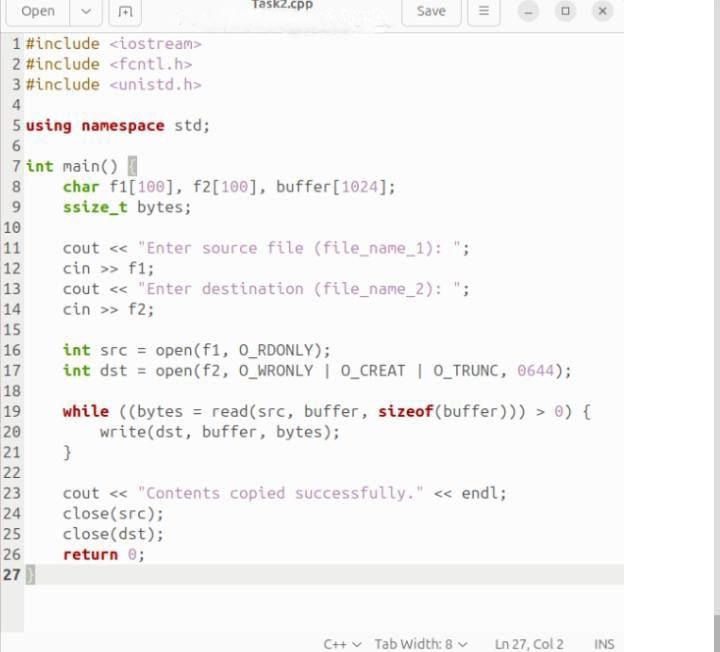 Open Task2.cpp Save
1 #include <iostream>
2 #include <fcntl.h>
3 #include <unistd.h>
4
5 using namespace std;
6
7 int main() {
8     char f1[100], f2[100], buffer[1024];
9     ssize_t bytes;
10
11     cout << "Enter source file (file_name_1): ";
12     cin >> f1;
13     cout << "Enter destination (file_name_2): ";
14     cin >> f2;
15
16     int src = open(f1, O_RDONLY);
17     int dst = open(f2, O_WRONLY | O_CREAT | O_TRUNC, 0644);
18
19     while ((bytes = read(src, buffer, sizeof(buffer))) > 0) {
20         write(dst, buffer, bytes);
21     }
22
23     cout << "Contents copied successfully." << endl;
24     close(src);
25     close(dst);
26     return 0;
27 }
C++ Tab Width: 8 Ln 27, Col 2 INS